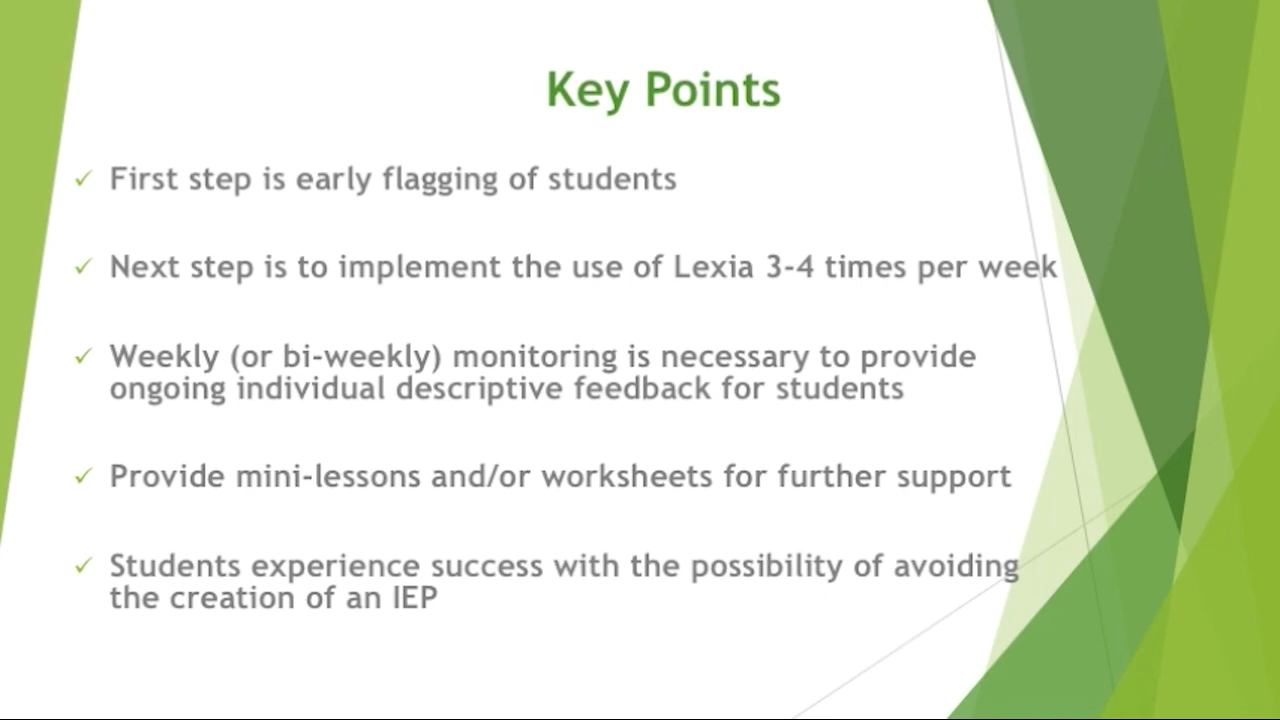 Key Points
✓ First step is early flagging of students
✓ Next step is to implement the use of Lexia 3-4 times per week
✓ Weekly (or bi-weekly) monitoring is necessary to provide
ongoing individual descriptive feedback for students
✓ Provide mini-lessons and/or worksheets for further support
✓ Students experience success with the possibility of avoiding
the creation of an IEP